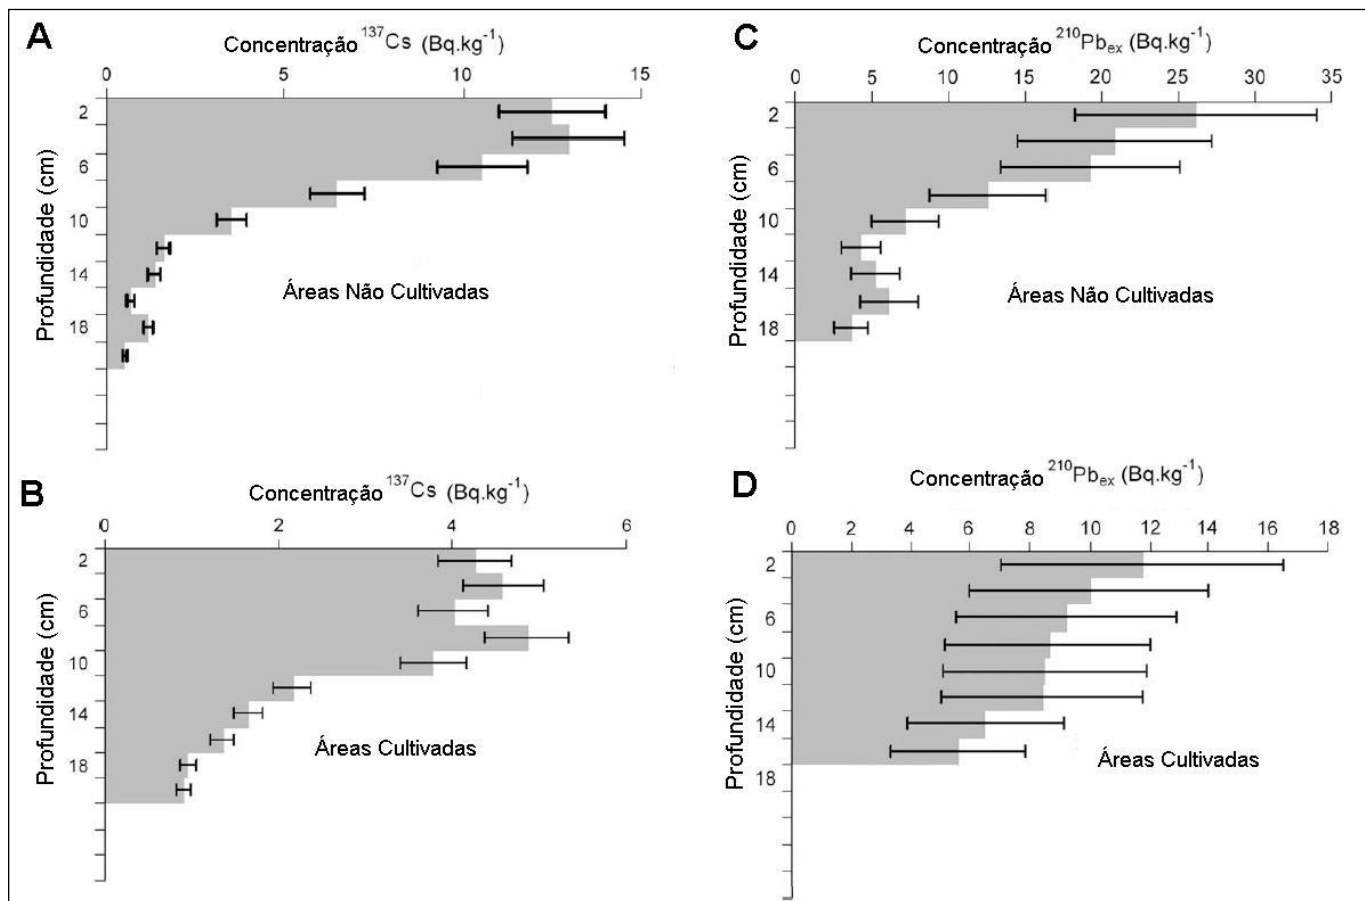 A
Concentração ¹³⁷Cs (Bq.kg⁻¹)
0 5 10 15
Profundidade (cm)
2
6
10
14
18
Áreas Não Cultivadas
C
Concentração ²¹⁰Pbₑₓ (Bq.kg⁻¹)
0 5 10 15 20 25 30 35
Profundidade (cm)
2
6
10
14
18
Áreas Não Cultivadas
B
Concentração ¹³⁷Cs (Bq.kg⁻¹)
0 2 4 6
Profundidade (cm)
2
6
10
14
18
Áreas Cultivadas
D
Concentração ²¹⁰Pbₑₓ (Bq.kg⁻¹)
0 2 4 6 8 10 12 14 16 18
Profundidade (cm)
2
6
10
14
18
Áreas Cultivadas